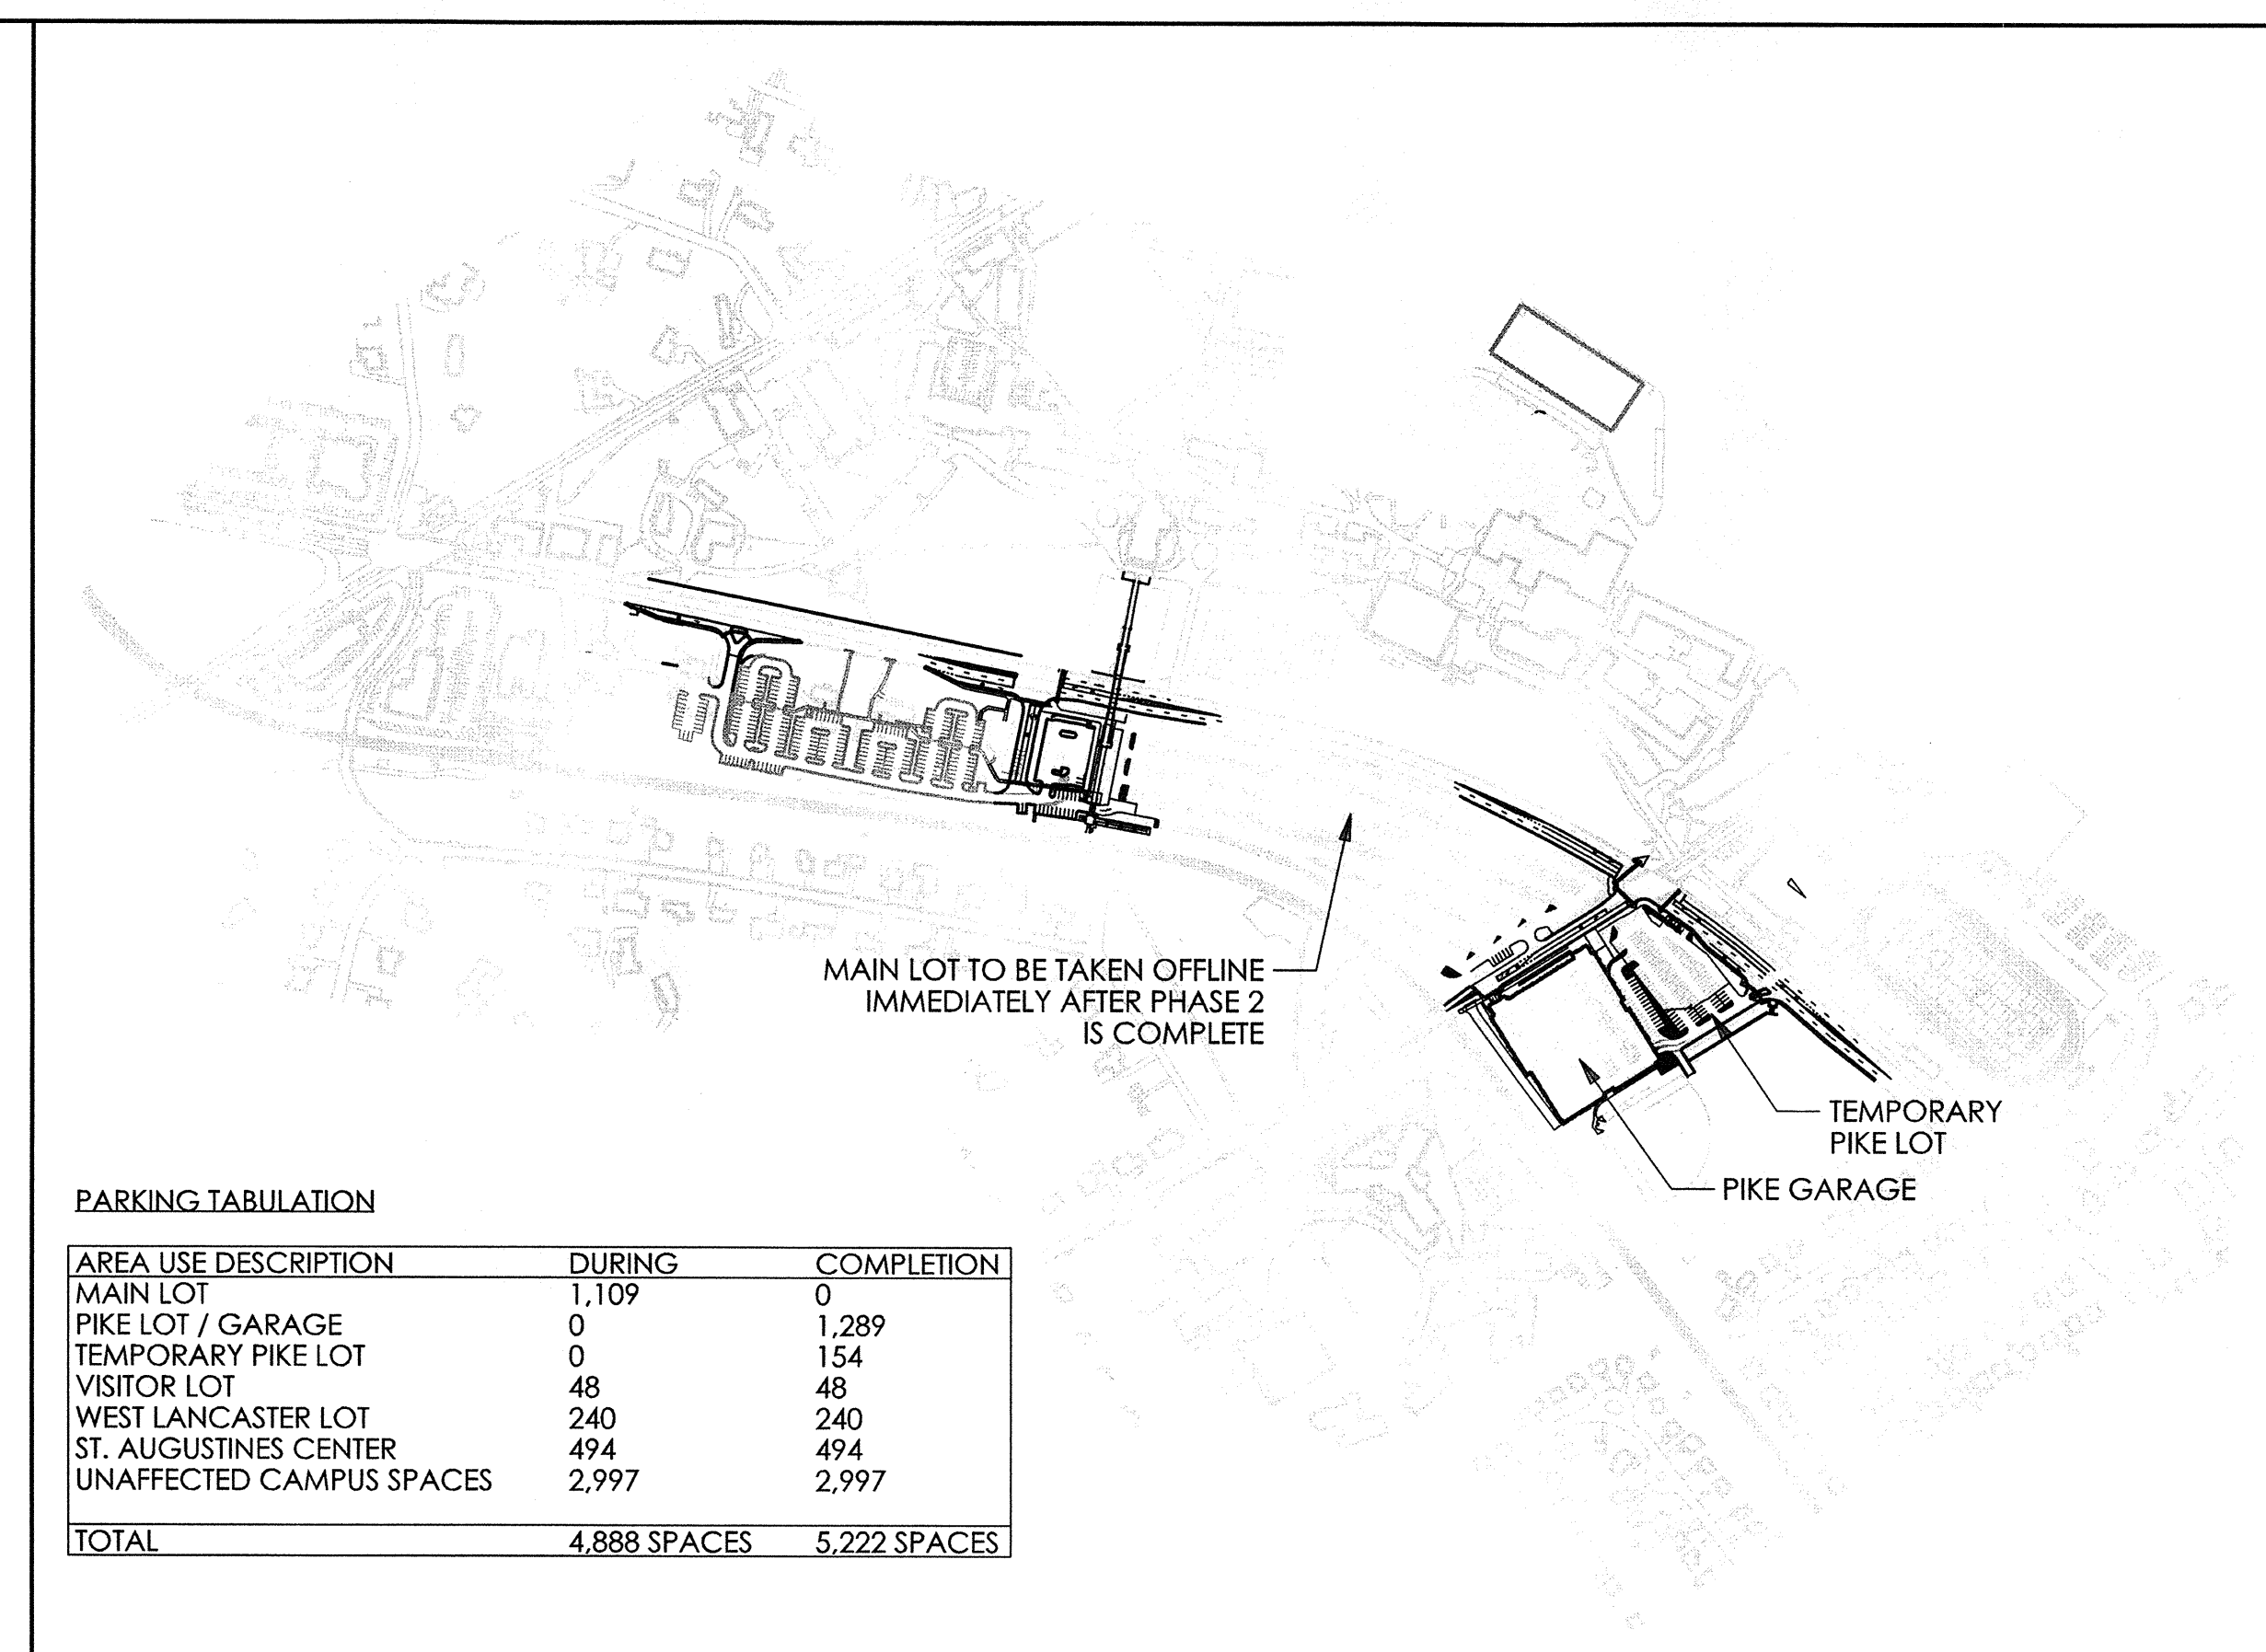 MAIN LOT TO BE TAKEN OFFLINE
IMMEDIATELY AFTER PHASE 2
IS COMPLETE
TEMPORARY
PIKE LOT
PIKE GARAGE
PARKING TABULATION
AREA USE DESCRIPTION DURING COMPLETION
MAIN LOT 1,109 0
PIKE LOT / GARAGE 0 1,289
TEMPORARY PIKE LOT 0 154
VISITOR LOT 48 48
WEST LANCASTER LOT 240 240
ST. AUGUSTINES CENTER 494 494
UNAFFECTED CAMPUS SPACES 2,997 2,997
TOTAL 4,888 SPACES 5,222 SPACES